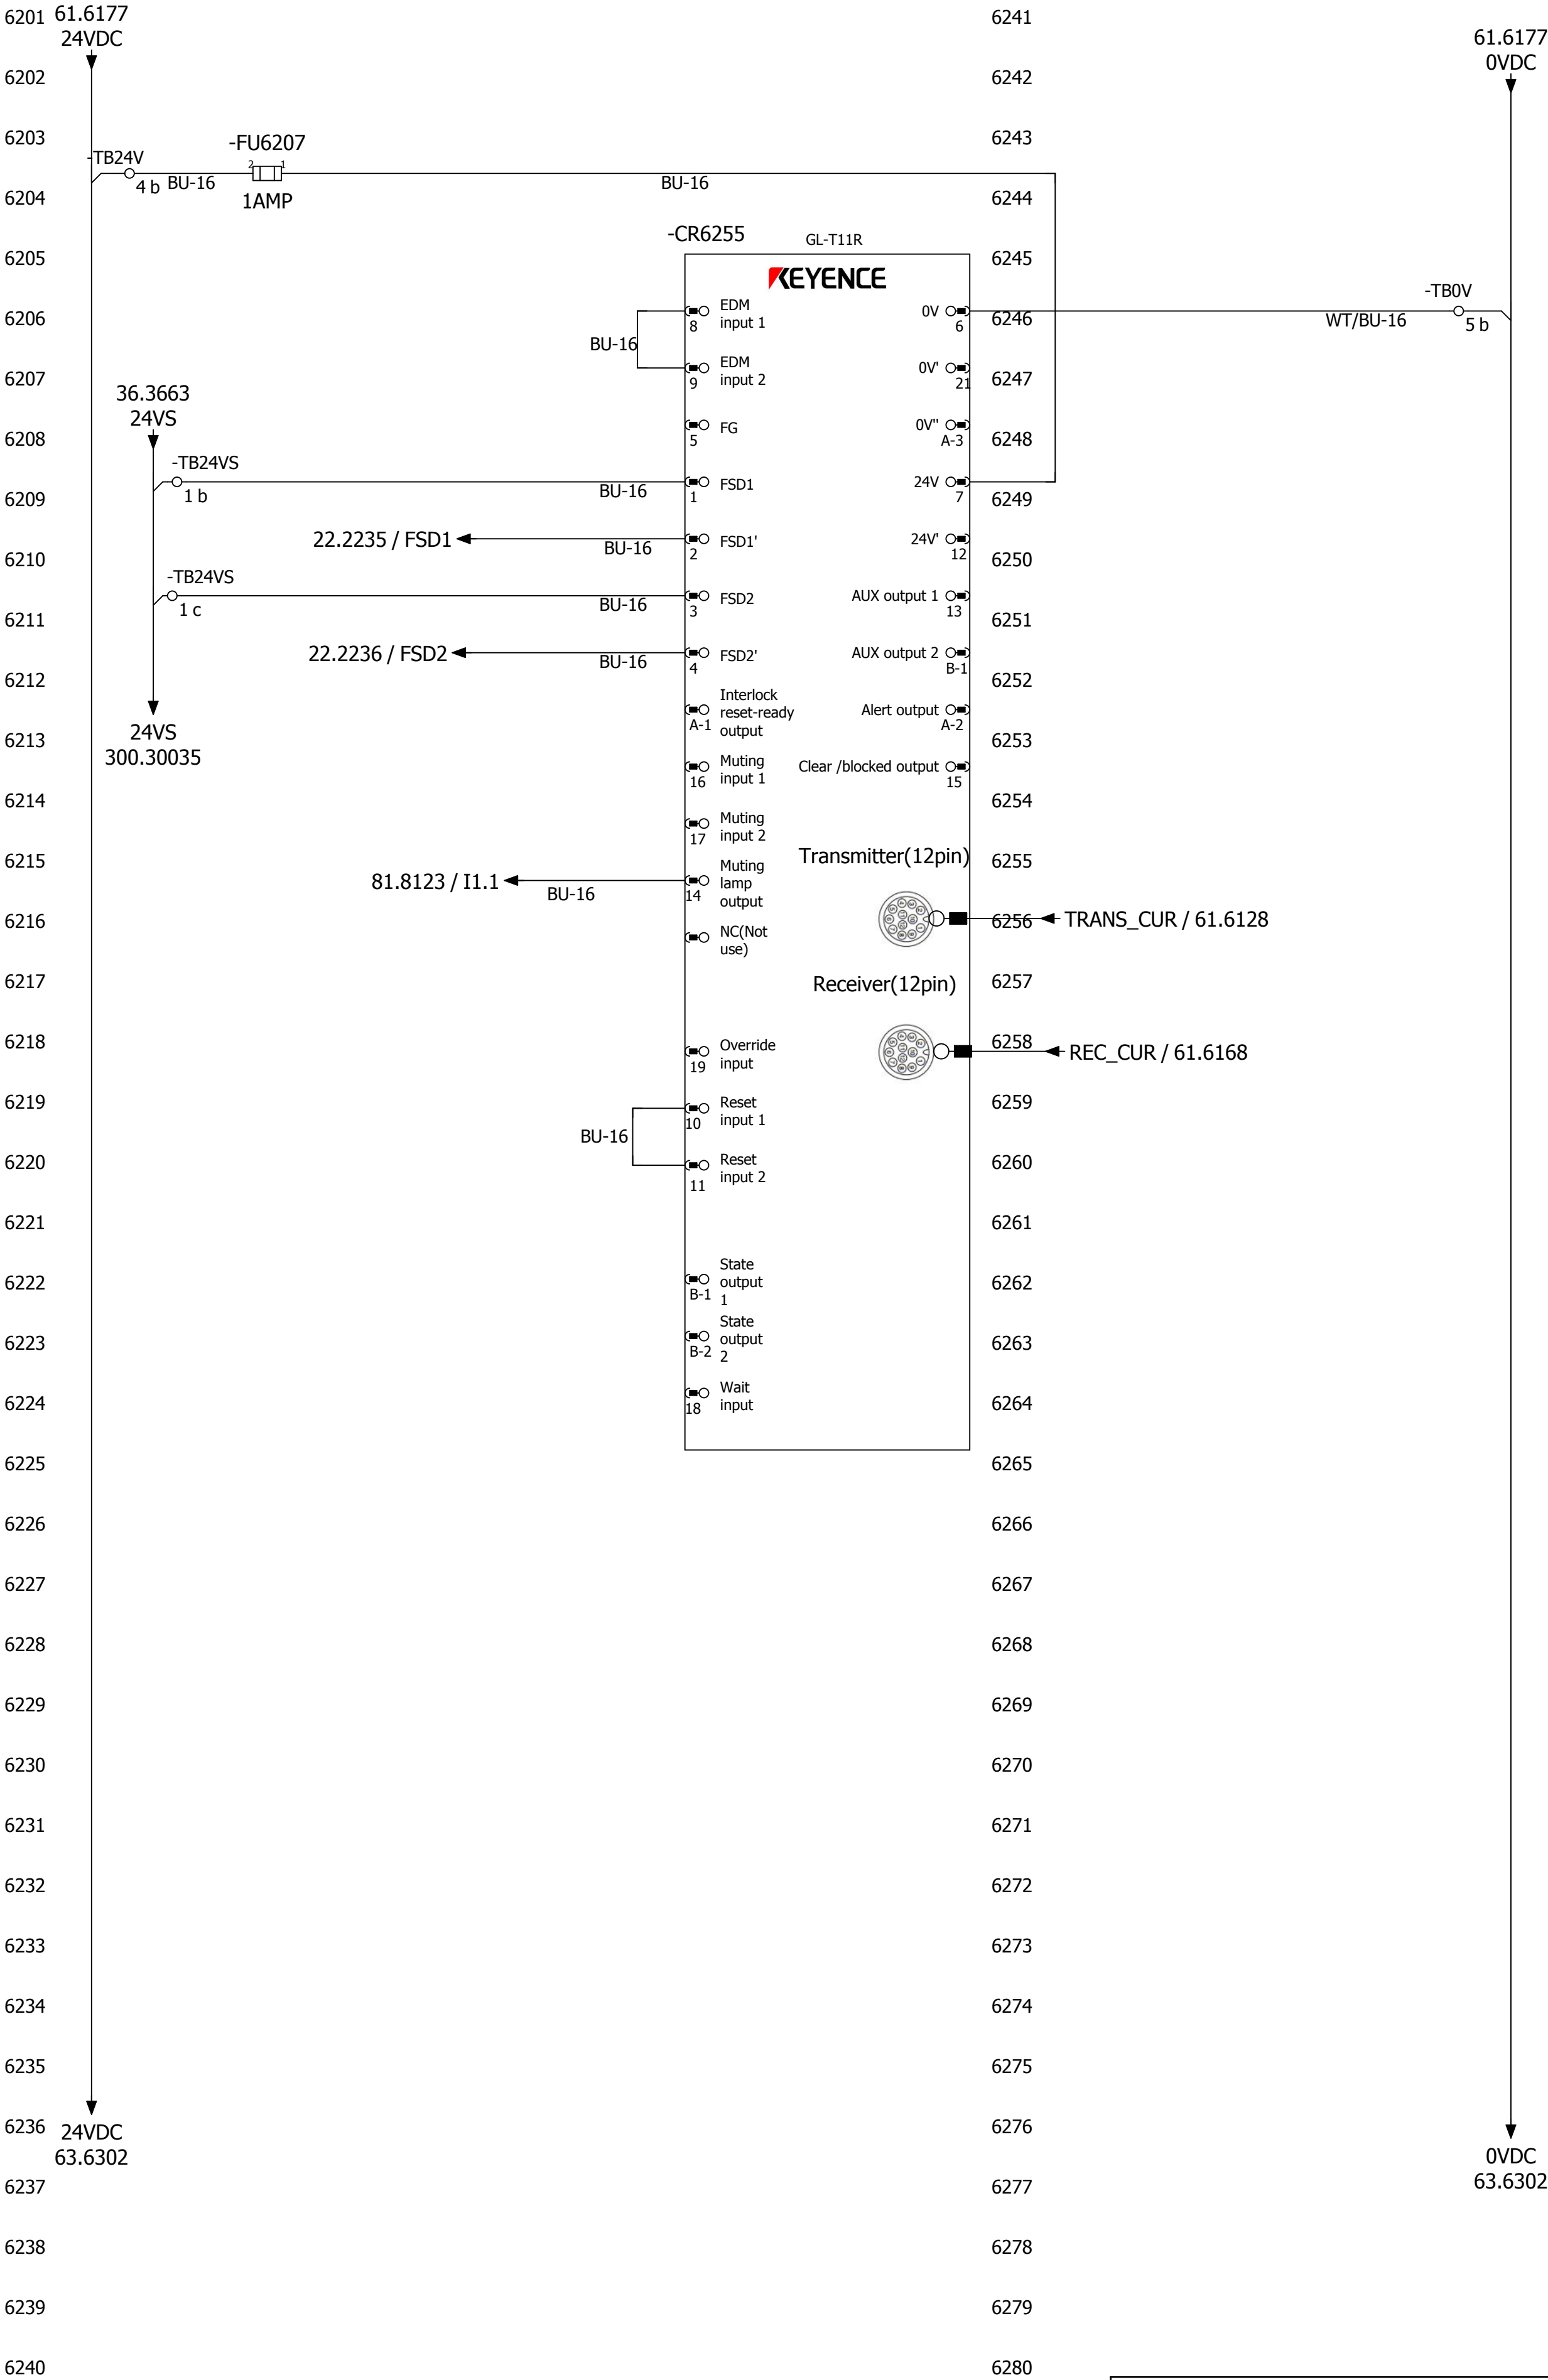 6201
61.6177
24VDC
6241
61.6177
0VDC
6202
6242
6203
-FU6207
6243
-TB24V
2
1
4 b
BU-16
BU-16
1AMP
6204
6244
-CR6255
GL-T11R
6205
6245
KEYENCE
-TB0V
EDM
input 1
8
0V
6
6206
6246
WT/BU-16
5 b
BU-16
EDM
input 2
9
0V'
21
6207
6247
36.3663
24VS
FG
5
0V"
A-3
6208
6248
-TB24VS
1 b
BU-16
FSD1
1
24V
7
6209
6249
22.2235 / FSD1
BU-16
FSD1'
2
24V'
12
6210
6250
-TB24VS
1 c
BU-16
FSD2
3
AUX output 1
13
6211
6251
22.2236 / FSD2
BU-16
FSD2'
4
AUX output 2
B-1
6212
6252
Interlock
reset-ready
output
A-1
Alert output
A-2
24VS
300.30035
6213
6253
Muting
input 1
16
Clear /blocked output
15
6214
6254
Muting
input 2
17
Transmitter(12pin)
6215
6255
81.8123 / I1.1
BU-16
Muting
lamp
output
14
6216
6256
TRANS_CUR / 61.6128
NC(Not
use)
Receiver(12pin)
6217
6257
6218
6258
Override
input
19
REC_CUR / 61.6168
6219
6259
Reset
input 1
10
BU-16
6220
6260
Reset
input 2
11
6221
6261
State
output
1
B-1
6222
6262
State
output
2
B-2
6223
6263
Wait
input
18
6224
6264
6225
6265
6226
6266
6227
6267
6228
6268
6229
6269
6230
6270
6231
6271
6232
6272
6233
6273
6234
6274
6235
6275
6236
24VDC
63.6302
6276
0VDC
63.6302
6237
6277
6238
6278
6239
6279
6240
6280